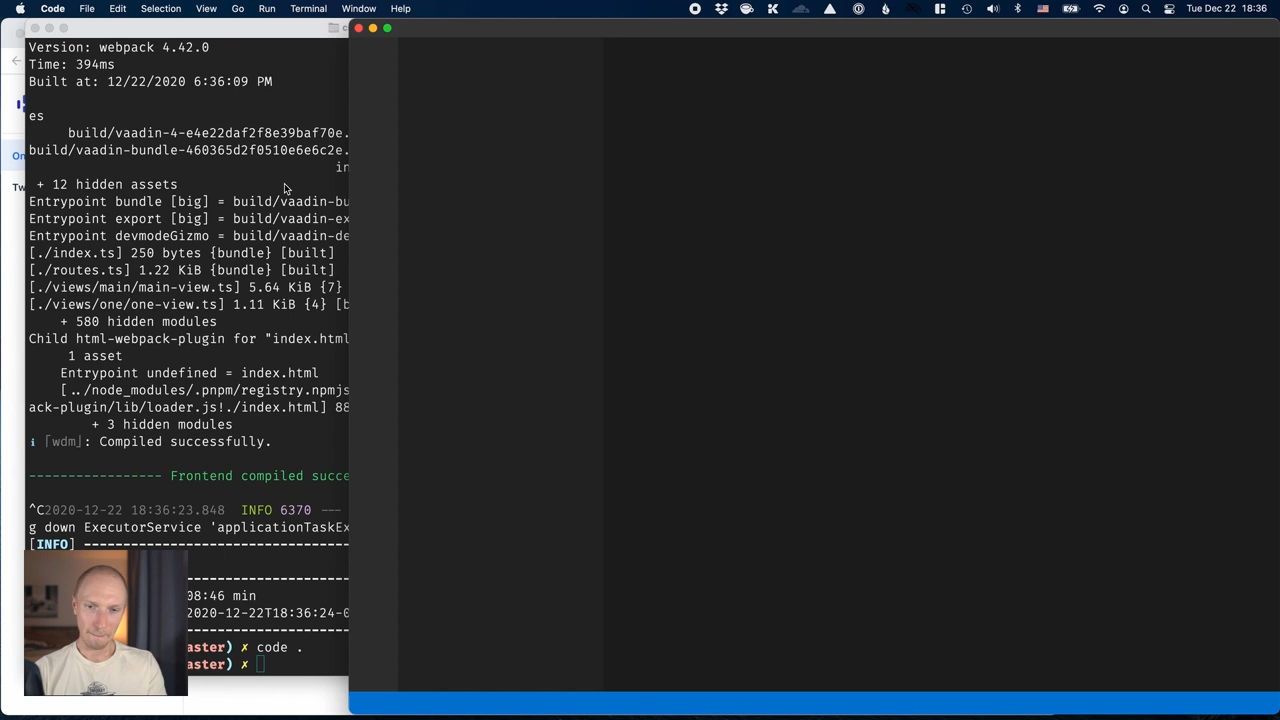 Code File Edit Selection View Go Run Terminal Window Help
Tue Dec 22 18:36
On
Tw
Version: webpack 4.42.0
Time: 394ms
Built at: 12/22/2020 6:36:09 PM
es
build/vaadin-4-e4e22daf2f8e39baf70e.
build/vaadin-bundle-460365d2f0510e6e6c2e.
in
+ 12 hidden assets
Entrypoint bundle [big] = build/vaadin-bu
Entrypoint export [big] = build/vaadin-ex
Entrypoint devmodeGizmo = build/vaadin-de
[./index.ts] 250 bytes {bundle} [built]
[./routes.ts] 1.22 KiB {bundle} [built]
[./views/main/main-view.ts] 5.64 KiB {7}
[./views/one/one-view.ts] 1.11 KiB {4} [b
+ 580 hidden modules
Child html-webpack-plugin for "index.html
1 asset
Entrypoint undefined = index.html
[../node_modules/.pnpm/registry.npmjs
ack-plugin/lib/loader.js!./index.html] 88
+ 3 hidden modules
ℹ 「wdm」: Compiled successfully.
---------------- Frontend compiled succe
^C2020-12-22 18:36:23.848 INFO 6370 ---
g down ExecutorService 'applicationTaskEx
[INFO] ----------------------------------
---------------------
08:46 min
2020-12-22T18:36:24-0
---------------------
aster) ✗ code .
aster) ✗